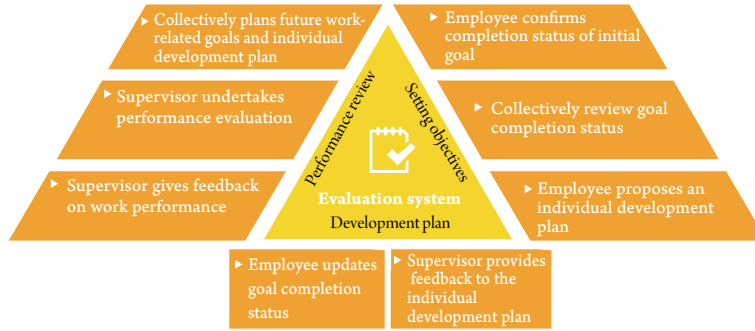 Collectively plans future work-
related goals and individual
development plan
Employee confirms
completion status of initial
goal
Supervisor undertakes
performance evaluation
Collectively review goal
completion status
Supervisor gives feedback
on work performance
Employee proposes an
individual development
plan
Performance review
Setting objectives
Evaluation system
Development plan
Employee updates
goal completion
status
Supervisor provides
feedback to the
individual
development plan